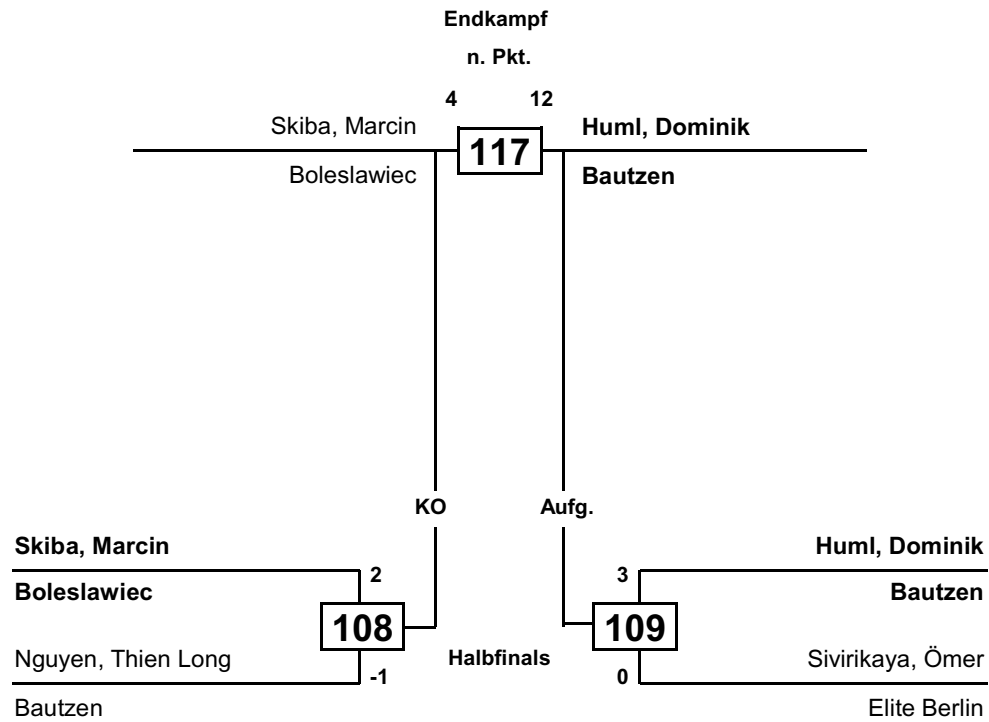 Endkampf
n. Pkt.
4 12
Skiba, Marcin 117 Huml, Dominik
Boleslawiec Bautzen
KO Aufg.
Skiba, Marcin Huml, Dominik
2 3
Boleslawiec Bautzen
108 109
Nguyen, Thien Long Halbfinals Sivirikaya, Ömer
-1 0
Bautzen Elite Berlin